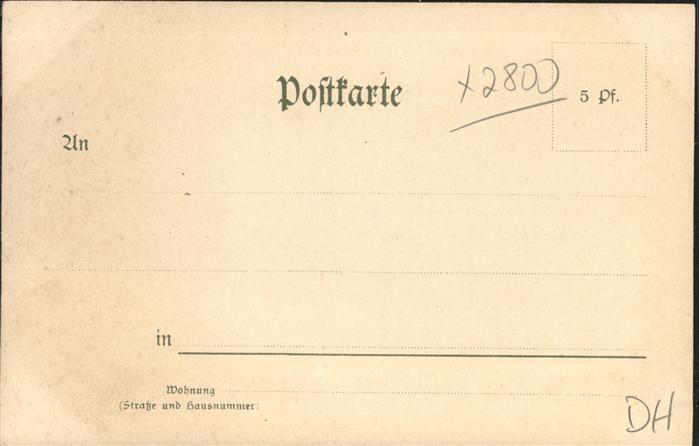 Postkarte
x2800
5 Pf.
An
in
Wohnung
(Straße und Hausnummer)
DH